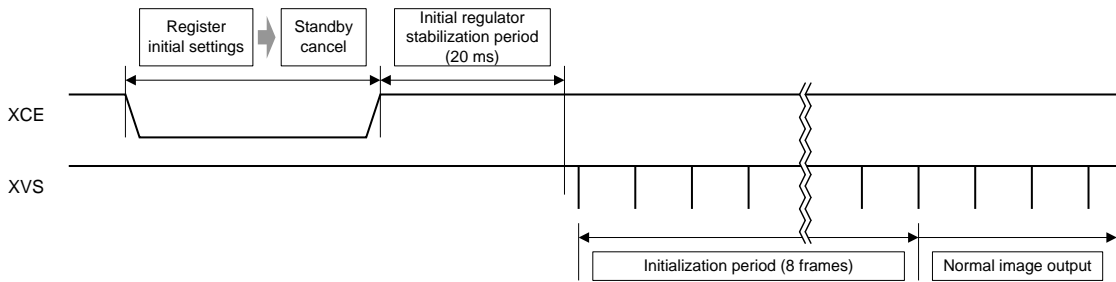 Register
initial settings
Standby
cancel
Initial regulator
stabilization period
(20 ms)
XCE
XVS
Initialization period (8 frames)
Normal image output